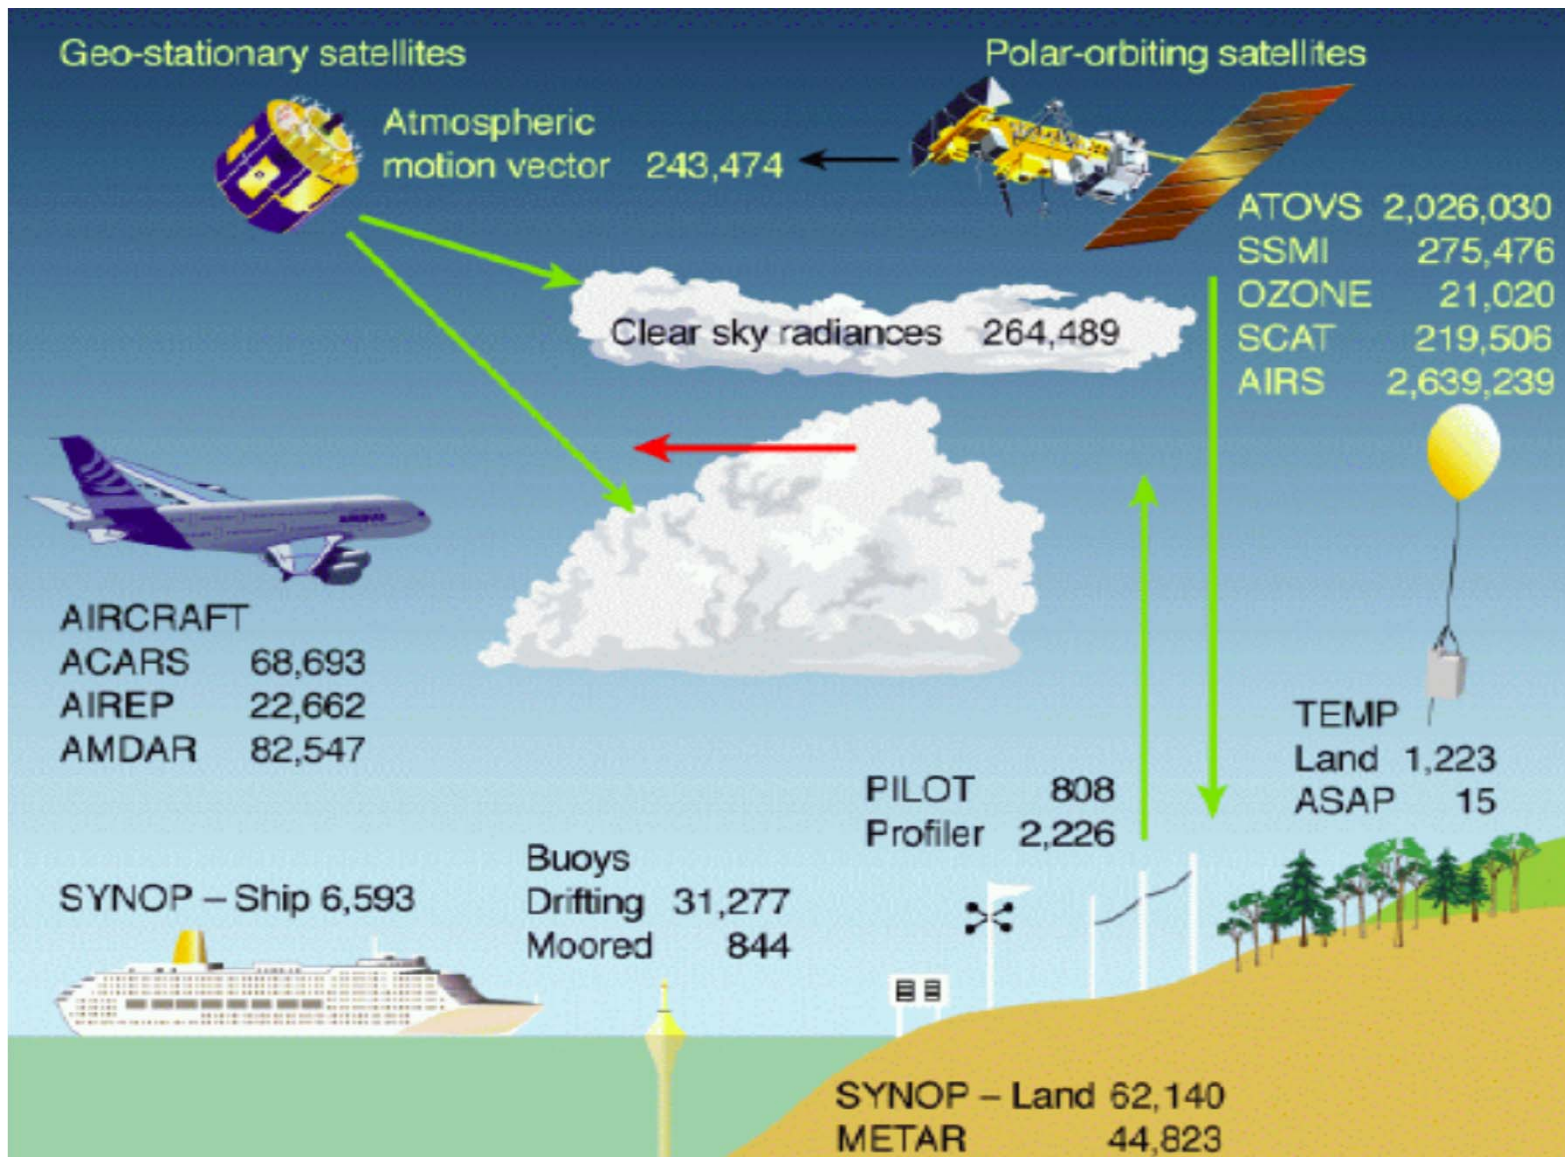 Geo-stationary satellites
Polar-orbiting satellites
Atmospheric
motion vector 243,474
ATOVS 2,026,030
SSMI 275,476
OZONE 21,020
SCAT 219,506
AIRS 2,639,239
Clear sky radiances 264,489
AIRCRAFT
ACARS 68,693
AIREP 22,662
AMDAR 82,547
TEMP
Land 1,223
ASAP 15
PILOT 808
Profiler 2,226
Buoys
Drifting 31,277
Moored 844
SYNOP – Ship 6,593
SYNOP – Land 62,140
METAR 44,823